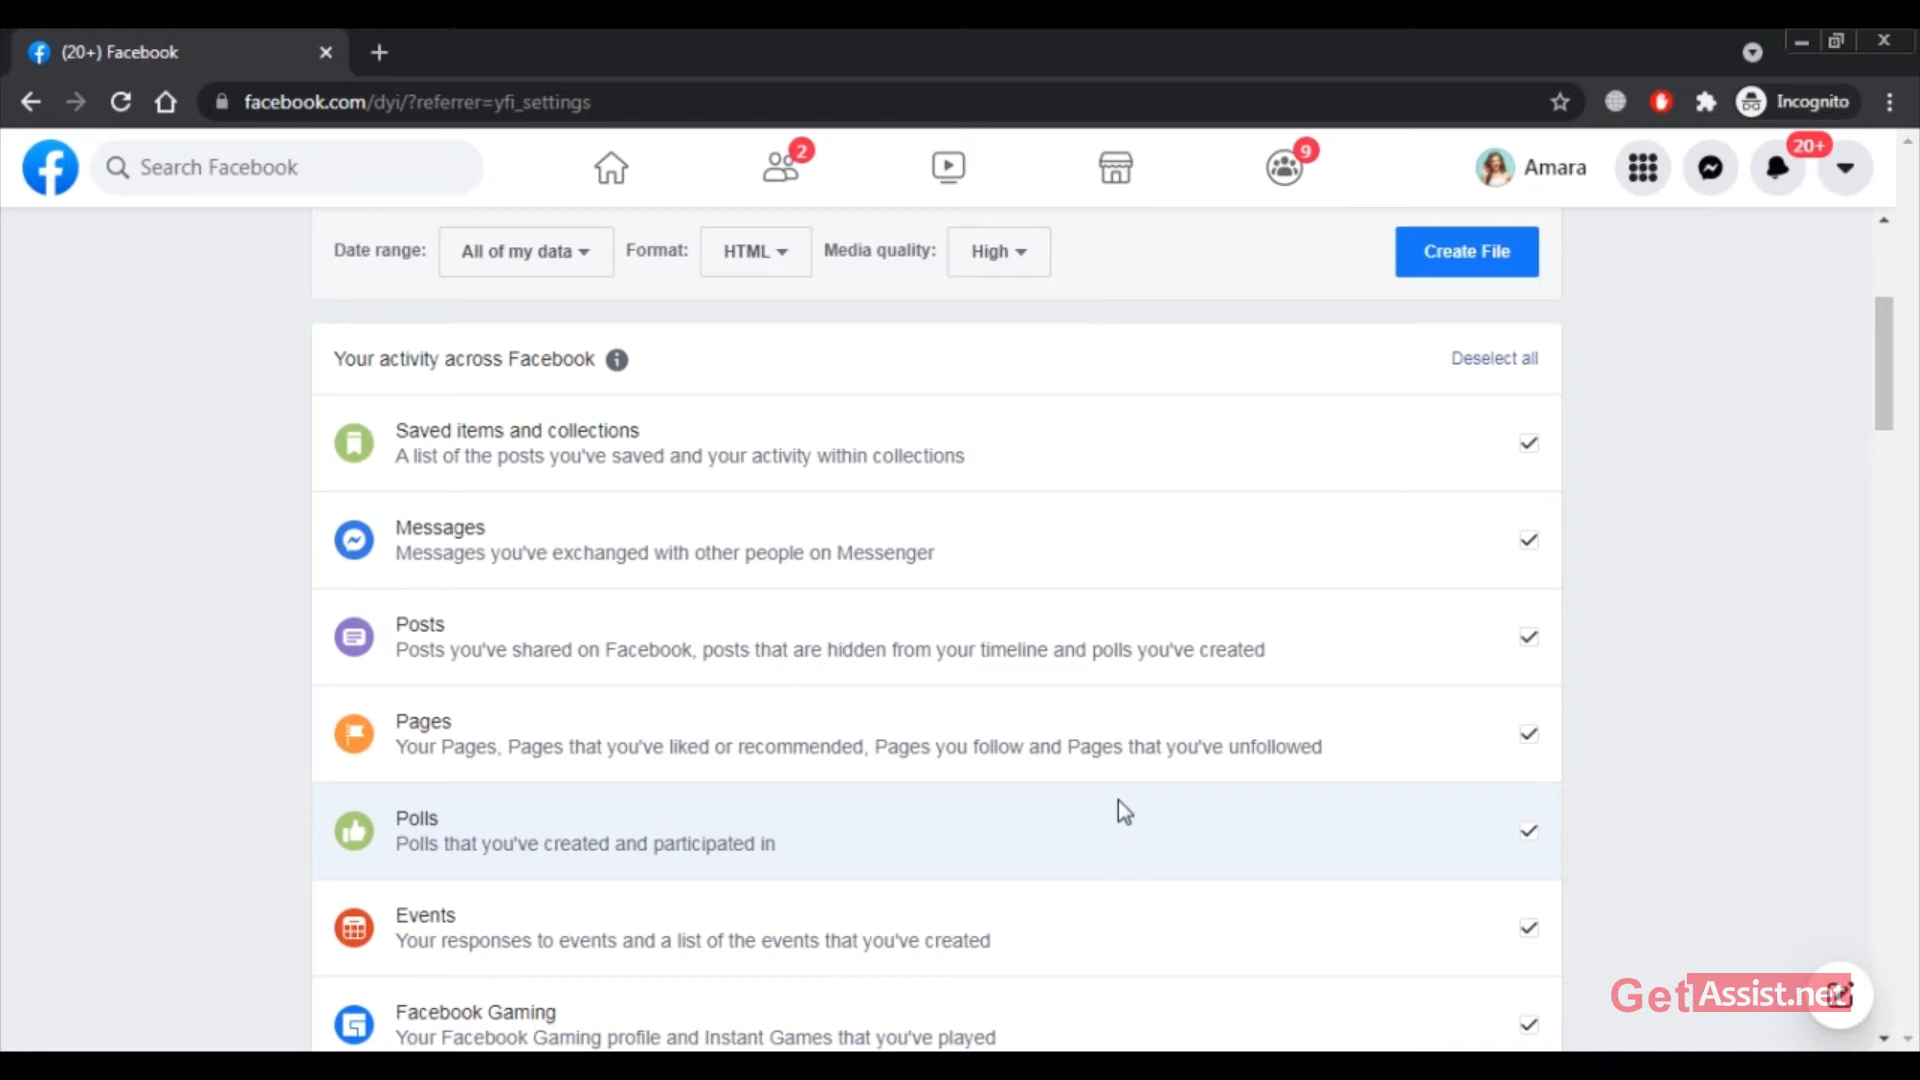 (20+) Facebook
facebook.com/dyi/?referrer=yfi_settings
Incognito
Search Facebook
2
9
Amara
20+
Date range: All of my data Format: HTML Media quality: High Create File
Your activity across Facebook
Deselect all
Saved items and collections
A list of the posts you've saved and your activity within collections
Messages
Messages you've exchanged with other people on Messenger
Posts
Posts you've shared on Facebook, posts that are hidden from your timeline and polls you've created
Pages
Your Pages, Pages that you've liked or recommended, Pages you follow and Pages that you've unfollowed
Polls
Polls that you've created and participated in
Events
Your responses to events and a list of the events that you've created
GetAssist.net
Facebook Gaming
Your Facebook Gaming profile and Instant Games that you've played